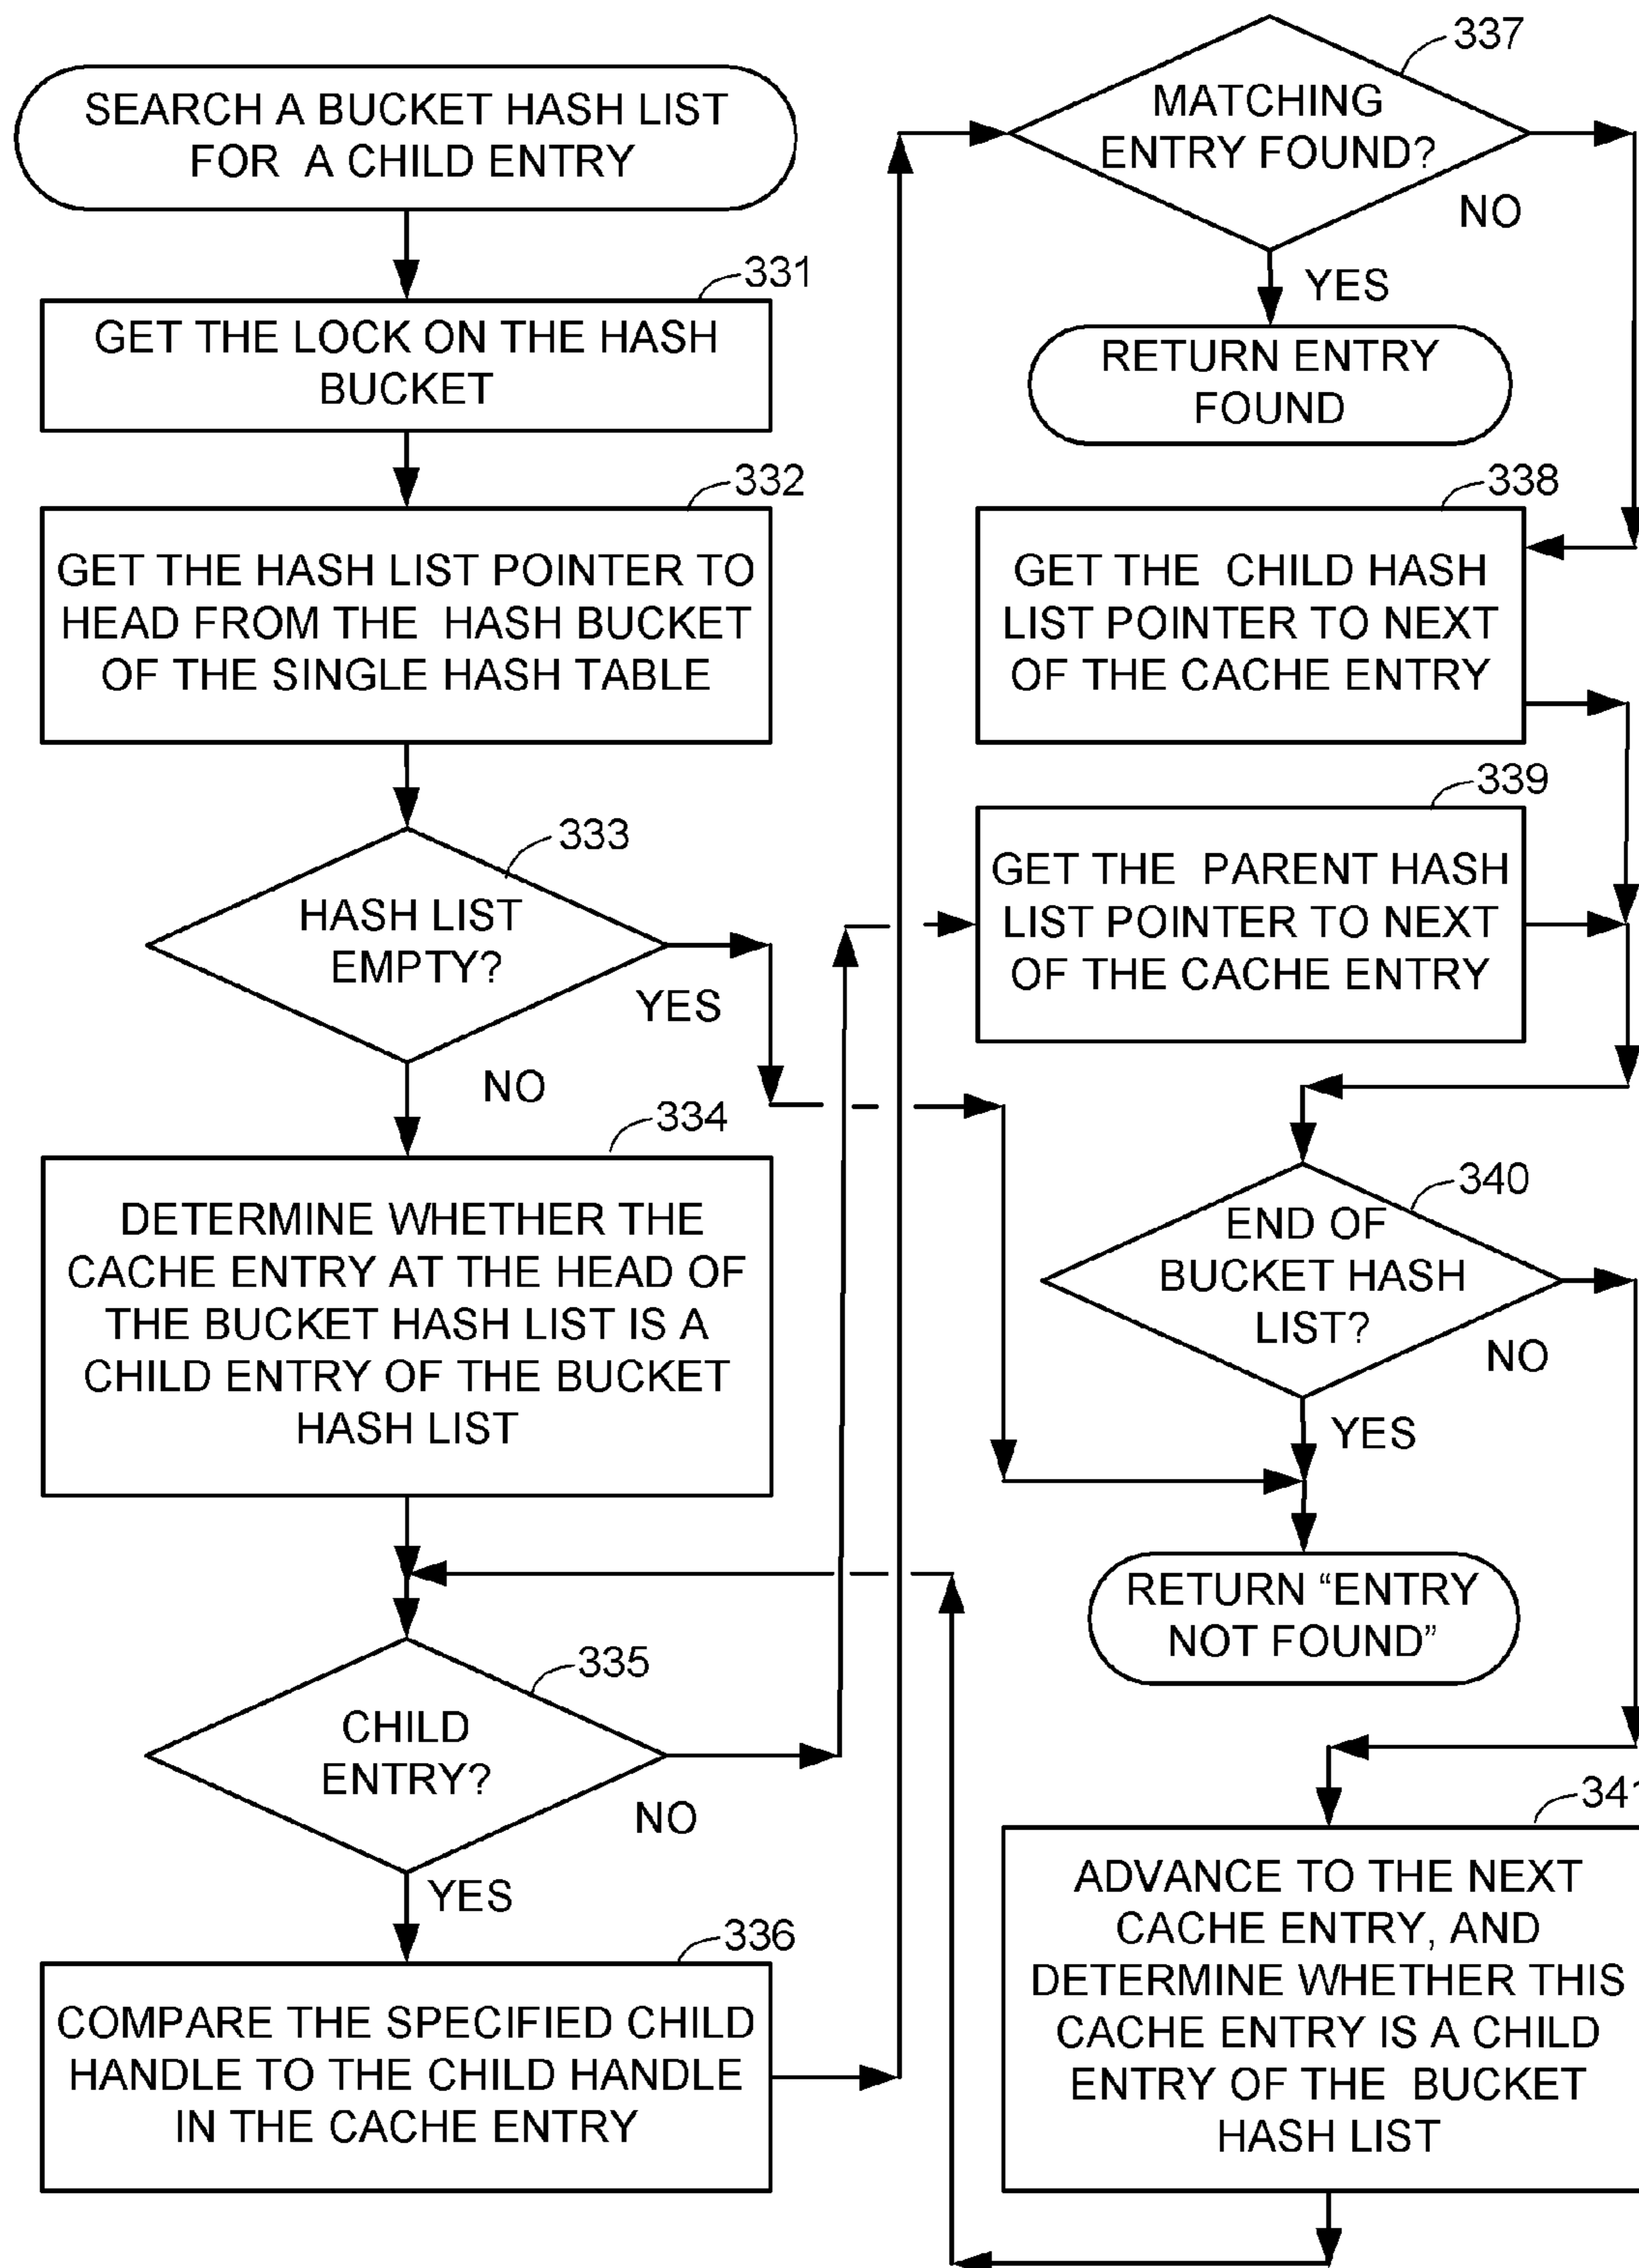 SEARCH A BUCKET HASH LIST
FOR A CHILD ENTRY
331
GET THE LOCK ON THE HASH
BUCKET
332
GET THE HASH LIST POINTER TO
HEAD FROM THE HASH BUCKET
OF THE SINGLE HASH TABLE
333
HASH LIST
EMPTY?
YES
NO
334
DETERMINE WHETHER THE
CACHE ENTRY AT THE HEAD OF
THE BUCKET HASH LIST IS A
CHILD ENTRY OF THE BUCKET
HASH LIST
335
CHILD
ENTRY?
NO
YES
336
COMPARE THE SPECIFIED CHILD
HANDLE TO THE CHILD HANDLE
IN THE CACHE ENTRY
337
MATCHING
ENTRY FOUND?
NO
YES
RETURN ENTRY
FOUND
338
GET THE CHILD HASH
LIST POINTER TO NEXT
OF THE CACHE ENTRY
339
GET THE PARENT HASH
LIST POINTER TO NEXT
OF THE CACHE ENTRY
340
END OF
BUCKET HASH
LIST?
NO
YES
RETURN “ENTRY
NOT FOUND”
341
ADVANCE TO THE NEXT
CACHE ENTRY, AND
DETERMINE WHETHER THIS
CACHE ENTRY IS A CHILD
ENTRY OF THE BUCKET
HASH LIST